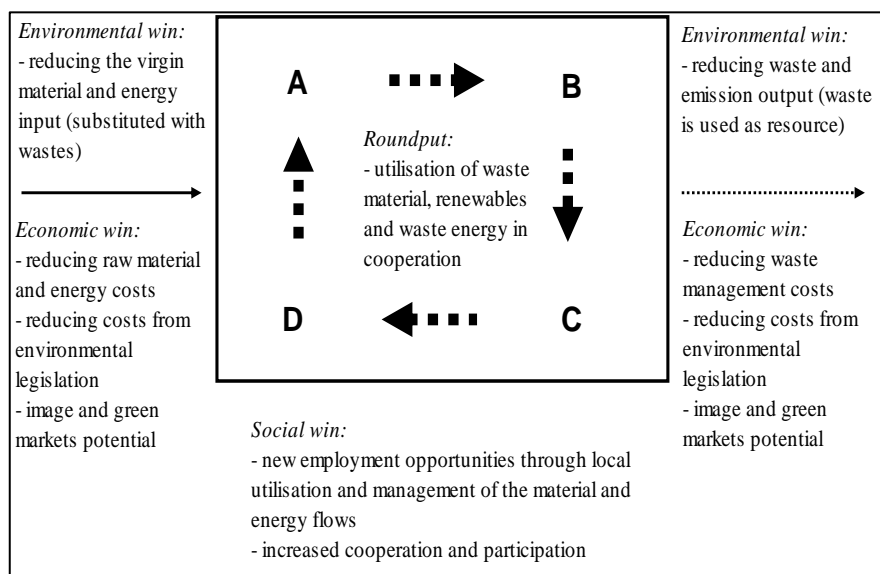 Environmental win:
- reducing the virgin
material and energy
input (substituted with
wastes)
Economic win:
- reducing raw material
and energy costs
- reducing costs from
environmental
legislation
- image and green
markets potential
A
B
Roundput:
- utilisation of waste
material, renewables
and waste energy in
cooperation
D
C
Environmental win:
- reducing waste and
emission output (waste
is used as resource)
Economic win:
- reducing waste
management costs
- reducing costs from
environmental
legislation
- image and green
markets potential
Social win:
- new employment opportunities through local
utilisation and management of the material and
energy flows
- increased cooperation and participation